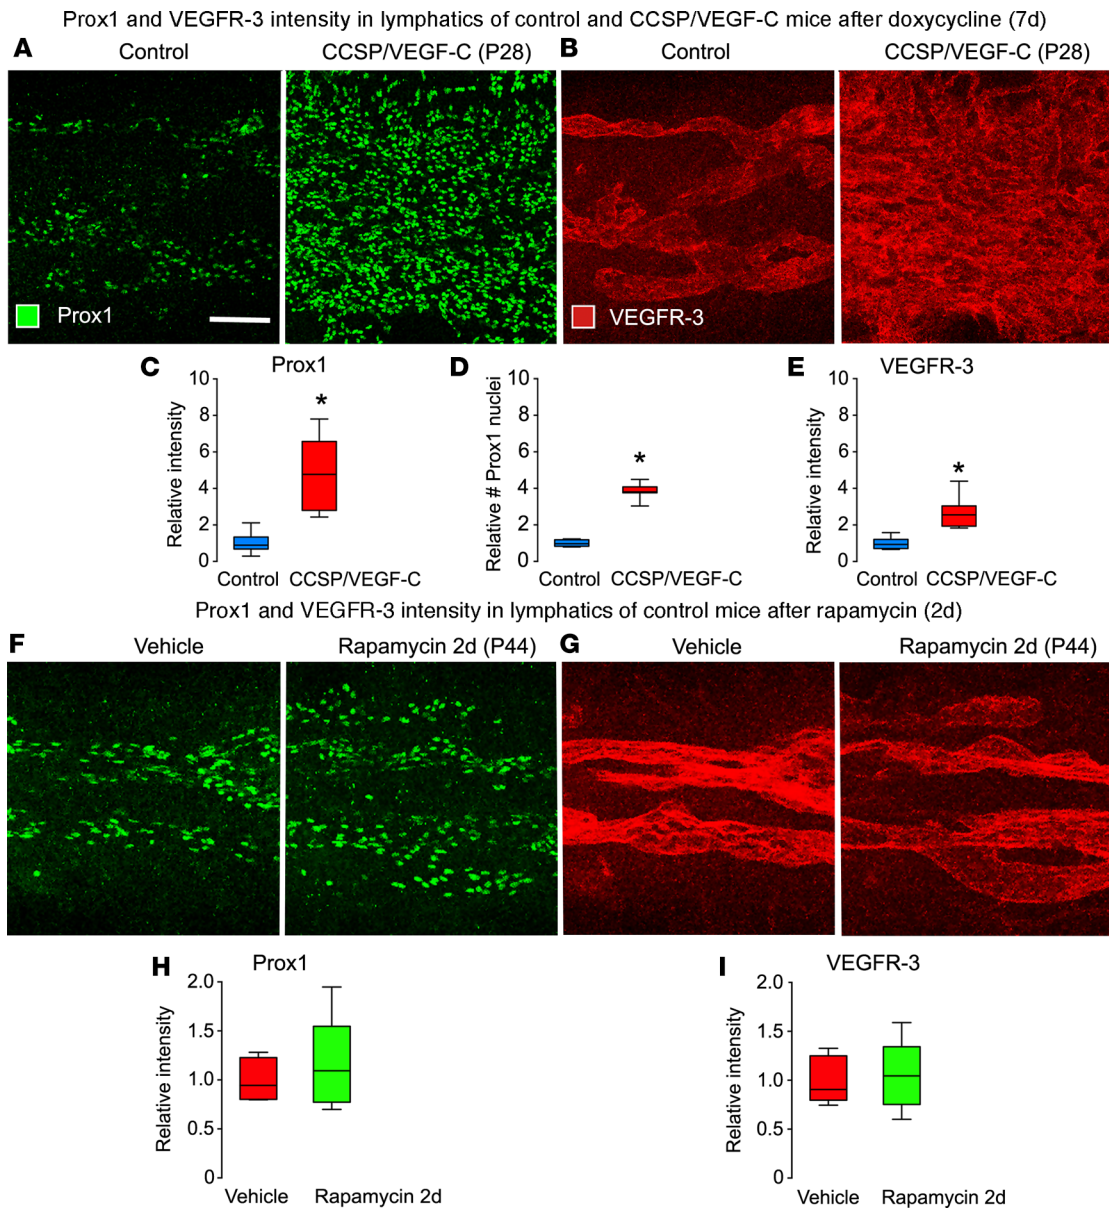 Prox1 and VEGFR-3 intensity in lymphatics of control and CCSP/VEGF-C mice after doxycycline (7d)
A Control CCSP/VEGF-C (P28) B Control CCSP/VEGF-C (P28)
Prox1 VEGFR-3
C Prox1
Relative intensity
10
8
6
4
2
0
*
Control CCSP/VEGF-C
D
Relative # Prox1 nuclei
10
8
6
4
2
0
*
Control CCSP/VEGF-C
E VEGFR-3
Relative intensity
10
8
6
4
2
0
*
Control CCSP/VEGF-C
Prox1 and VEGFR-3 intensity in lymphatics of control mice after rapamycin (2d)
F Vehicle Rapamycin 2d (P44) G Vehicle Rapamycin 2d (P44)
H Prox1
Relative intensity
2.0
1.5
1.0
0.5
0
Vehicle Rapamycin 2d
I VEGFR-3
Relative intensity
2.0
1.5
1.0
0.5
0
Vehicle Rapamycin 2d